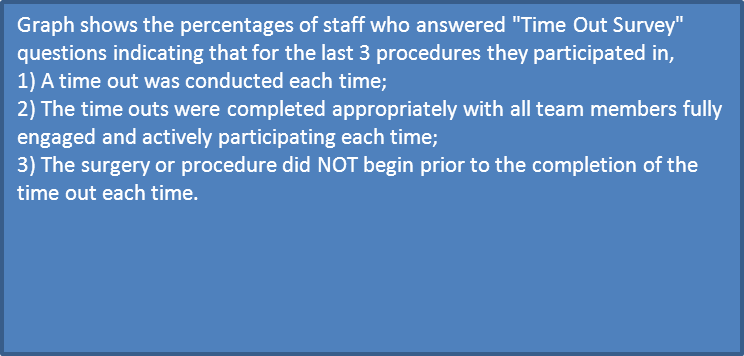 Graph shows the percentages of staff who answered "Time Out Survey"
questions indicating that for the last 3 procedures they participated in,
1) A time out was conducted each time;
2) The time outs were completed appropriately with all team members fully
engaged and actively participating each time;
3) The surgery or procedure did NOT begin prior to the completion of the
time out each time.